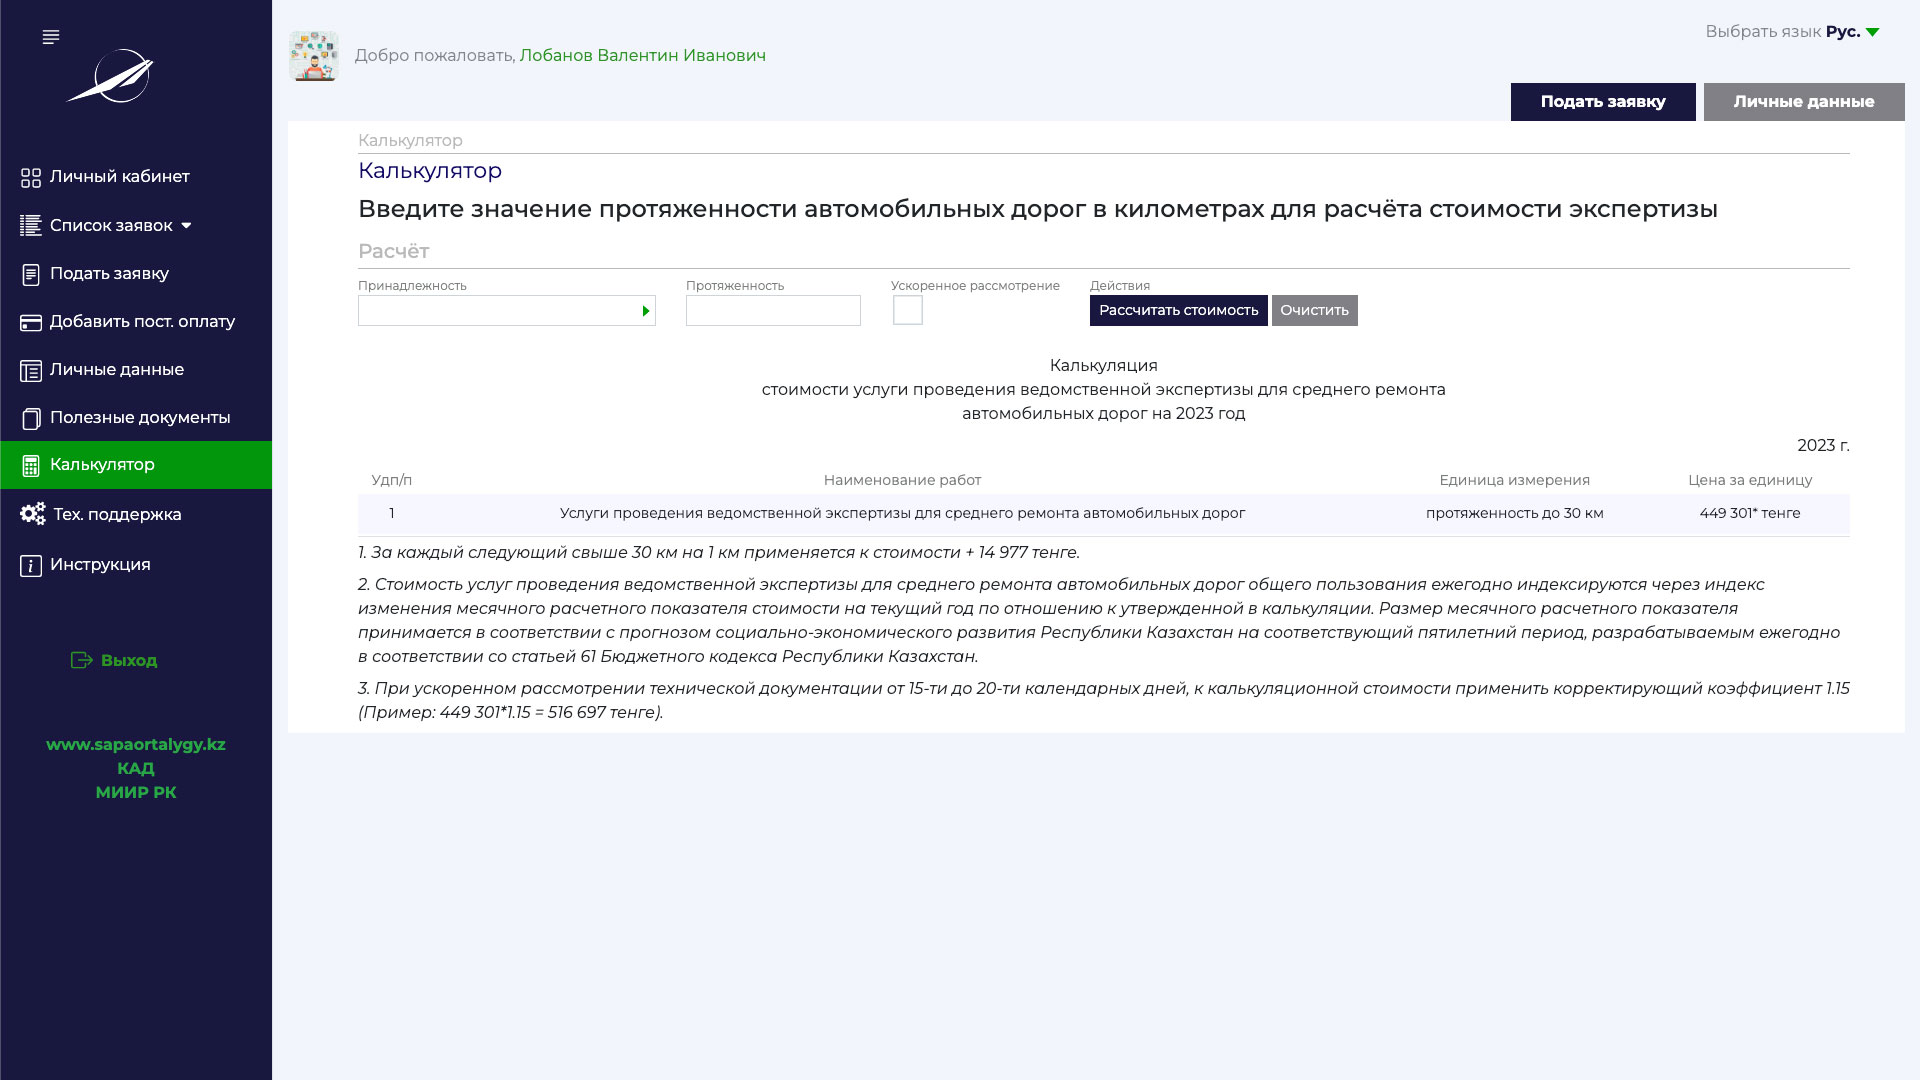 Добро пожаловать, Лобанов Валентин Иванович
Выбрать язык Рус.
Подать заявку
Личные данные
Личный кабинет
Список заявок
Подать заявку
Добавить пост. оплату
Личные данные
Полезные документы
Калькулятор
Тех. поддержка
Инструкция
Выход
www.sapaortalygy.kz
КАД
МИИР РК
Калькулятор
Калькулятор
Введите значение протяженности автомобильных дорог в километрах для расчёта стоимости экспертизы
Расчёт
Принадлежность
Протяженность
Ускоренное рассмотрение
Действия
Рассчитать стоимость
Очистить
Калькуляция
стоимости услуги проведения ведомственной экспертизы для среднего ремонта
автомобильных дорог на 2023 год
2023 г.
Удп/п Наименование работ Единица измерения Цена за единицу
1 Услуги проведения ведомственной экспертизы для среднего ремонта автомобильных дорог протяженность до 30 км 449 301* тенге
1. За каждый следующий свыше 30 км на 1 км применяется к стоимости + 14 977 тенге.
2. Стоимость услуг проведения ведомственной экспертизы для среднего ремонта автомобильных дорог общего пользования ежегодно индексируются через индекс
изменения месячного расчетного показателя стоимости на текущий год по отношению к утвержденной в калькуляции. Размер месячного расчетного показателя
принимается в соответствии с прогнозом социально-экономического развития Республики Казахстан на соответствующий пятилетний период, разрабатываемым ежегодно
в соответствии со статьей 61 Бюджетного кодекса Республики Казахстан.
3. При ускоренном рассмотрении технической документации от 15-ти до 20-ти календарных дней, к калькуляционной стоимости применить корректирующий коэффициент 1.15
(Пример: 449 301*1.15 = 516 697 тенге).